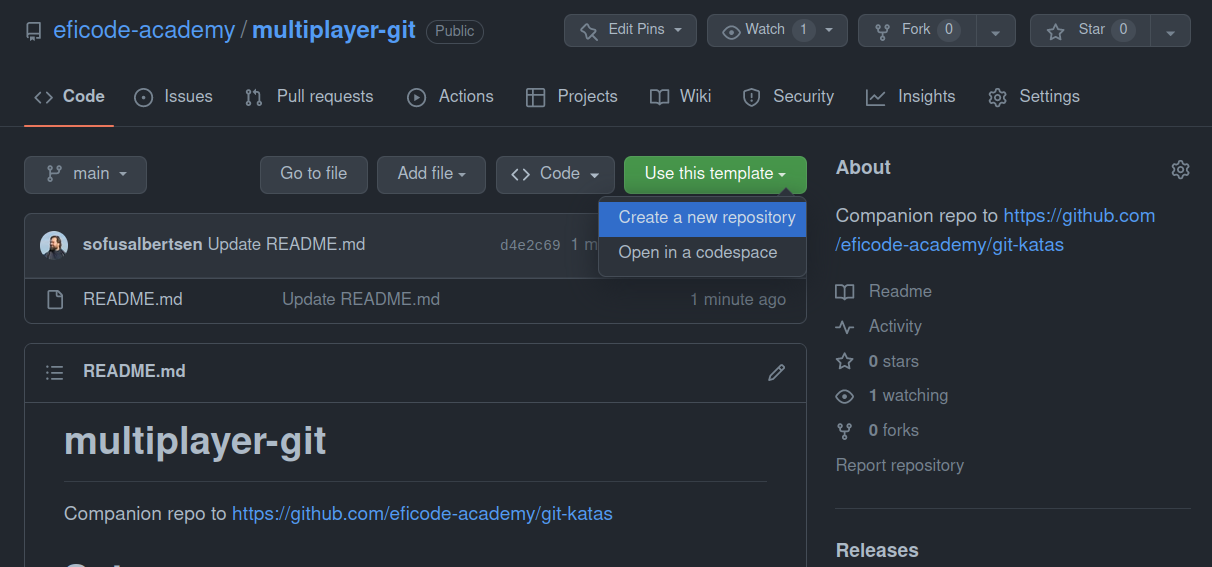 eficode-academy / multiplayer-git Public
Edit Pins Watch 1 Fork 0 Star 0
Code Issues Pull requests Actions Projects Wiki Security Insights Settings
main Go to file Add file Code Use this template
Create a new repository
Open in a codespace
sofusalbertsen Update README.md d4e2c69 1 m
README.md Update README.md 1 minute ago
README.md
multiplayer-git
Companion repo to https://github.com/eficode-academy/git-katas
About
Companion repo to https://github.com
/eficode-academy/git-katas
Readme
Activity
0 stars
1 watching
0 forks
Report repository
Releases